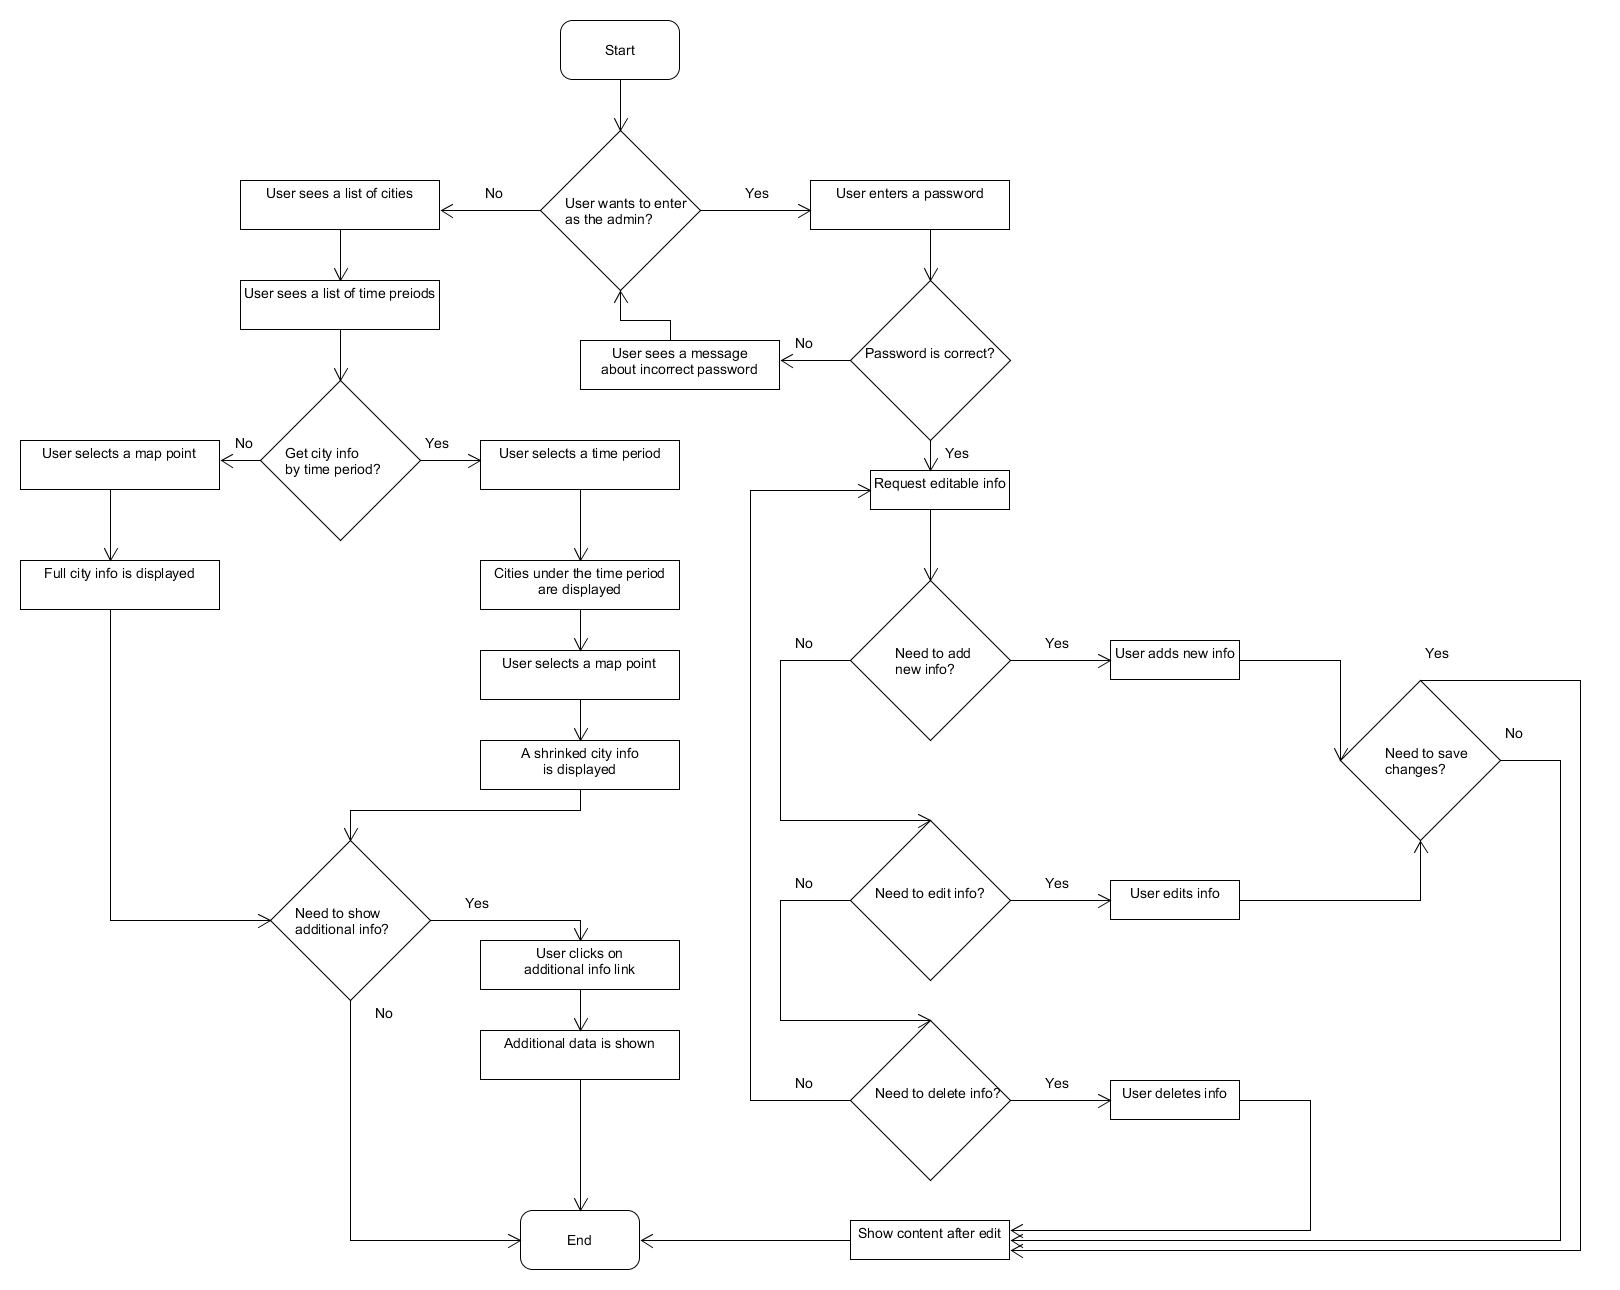 Start
User sees a list of cities
No
User wants to enter
as the admin?
Yes
User enters a password
User sees a list of time preiods
User sees a message
about incorrect password
No
Password is correct?
User selects a map point
No
Get city info
by time period?
Yes
User selects a time period
Yes
Request editable info
Full city info is displayed
Cities under the time period
are displayed
User selects a map point
No
Need to add
new info?
Yes
User adds new info
Yes
No
Need to save
changes?
A shrinked city info
is displayed
No
Need to edit info?
Yes
User edits info
Need to show
additional info?
Yes
User clicks on
additional info link
No
Additional data is shown
No
Need to delete info?
Yes
User deletes info
End
Show content after edit